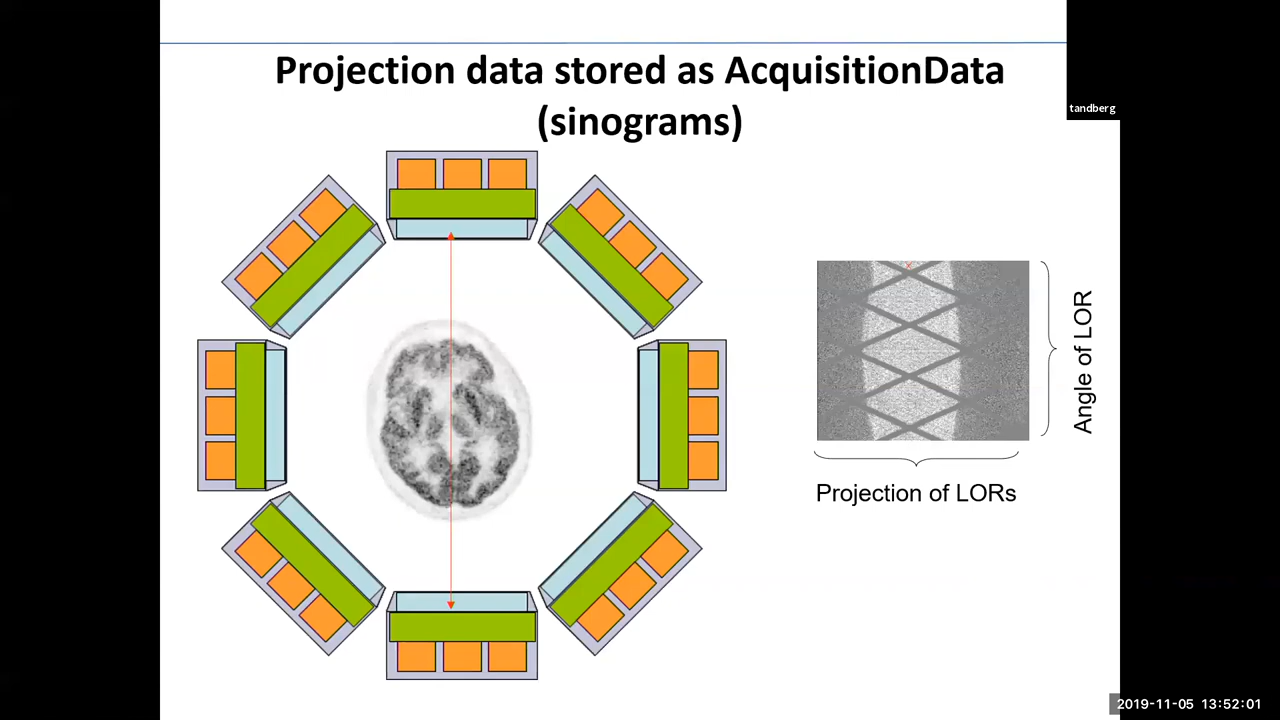 Projection data stored as AcquisitionData
(sinograms)
tandberg
Angle of LOR
Projection of LORs
2019-11-05 13:52:01